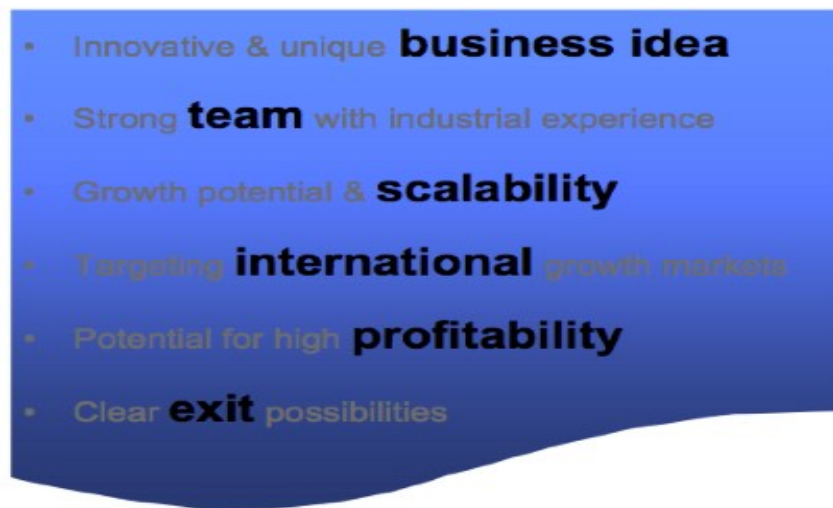 • Innovative & unique business idea
• Strong team with industrial experience
• Growth potential & scalability
• Targeting international growth markets
• Potential for high profitability
• Clear exit possibilities